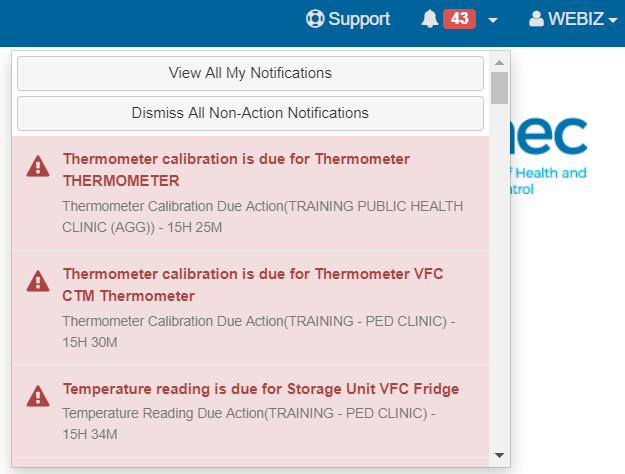 Support 43 WEBIZ
View All My Notifications
Dismiss All Non-Action Notifications
Thermometer calibration is due for Thermometer
THERMOMETER
Thermometer Calibration Due Action(TRAINING PUBLIC HEALTH
CLINIC (AGG)) - 15H 25M
Thermometer calibration is due for Thermometer VFC
CTM Thermometer
Thermometer Calibration Due Action(TRAINING - PED CLINIC) -
15H 30M
Temperature reading is due for Storage Unit VFC Fridge
Temperature Reading Due Action(TRAINING - PED CLINIC) -
15H 34M
ec
of Health and